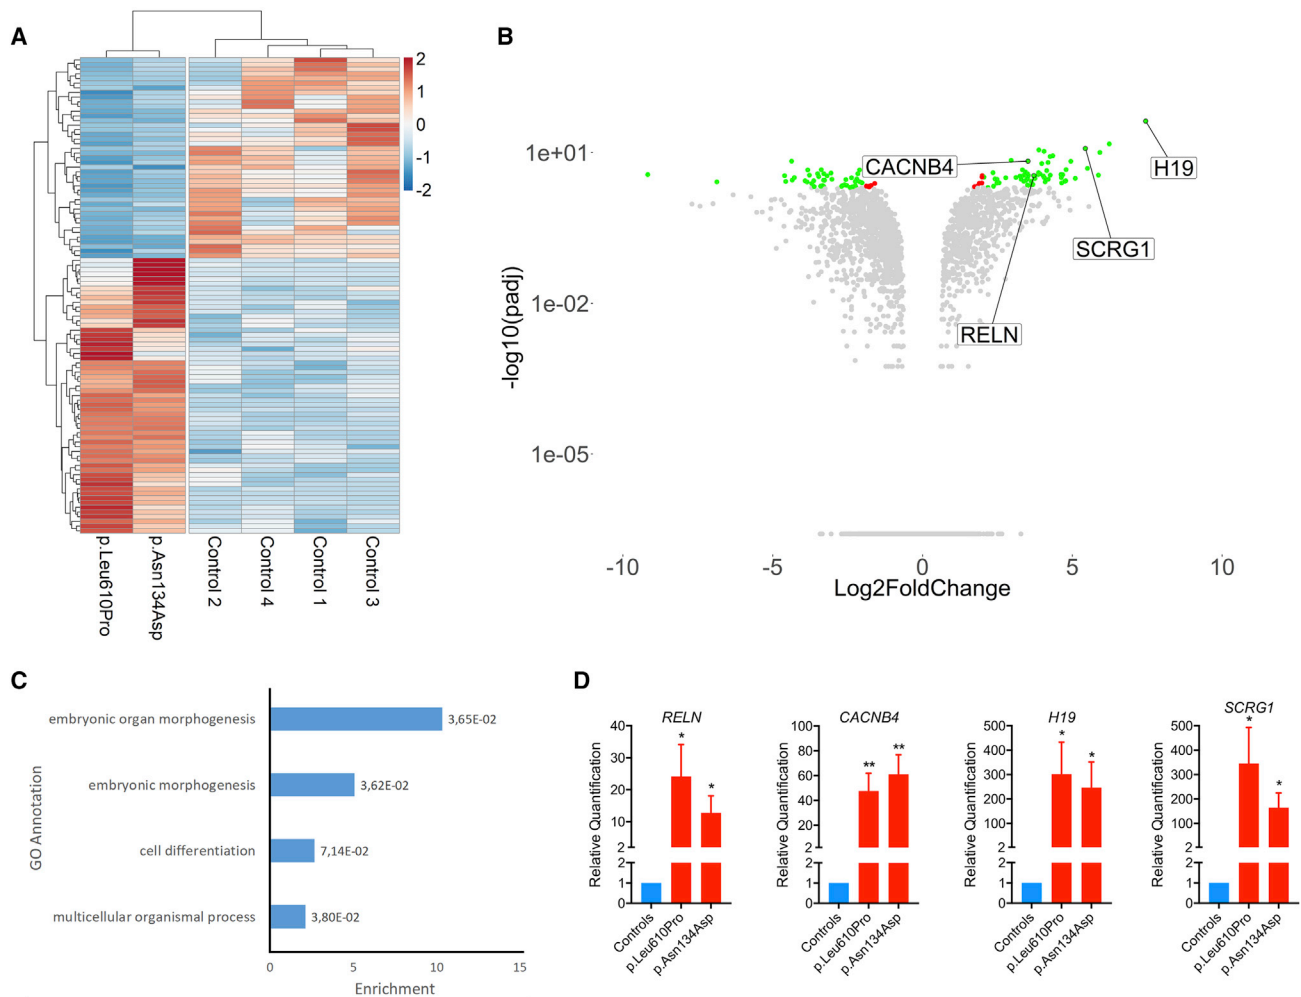 A
2
1
0
-1
-2
p.Leu610Pro
p.Asn134Asp
Control 2
Control 4
Control 1
Control 3
B
-log10(padj)
1e+01
1e-02
1e-05
CACNB4
H19
SCRG1
RELN
-10
-5
0
5
10
Log2FoldChange
C
GO Annotation
embryonic organ morphogenesis
3,65E-02
embryonic morphogenesis
3,62E-02
cell differentiation
7,14E-02
multicellular organismal process
3,80E-02
0
5
10
15
Enrichment
D
RELN
Relative Quantification
40
30
20
10
2
2
1
0
*
*
Controls
p.Leu610Pro
p.Asn134Asp
CACNB4
Relative Quantification
100
80
60
40
20
2
2
1
0
**
**
Controls
p.Leu610Pro
p.Asn134Asp
H19
Relative Quantification
500
400
300
200
100
2
2
1
0
*
*
Controls
p.Leu610Pro
p.Asn134Asp
SCRG1
Relative Quantification
500
400
300
200
100
2
2
1
0
*
*
Controls
p.Leu610Pro
p.Asn134Asp